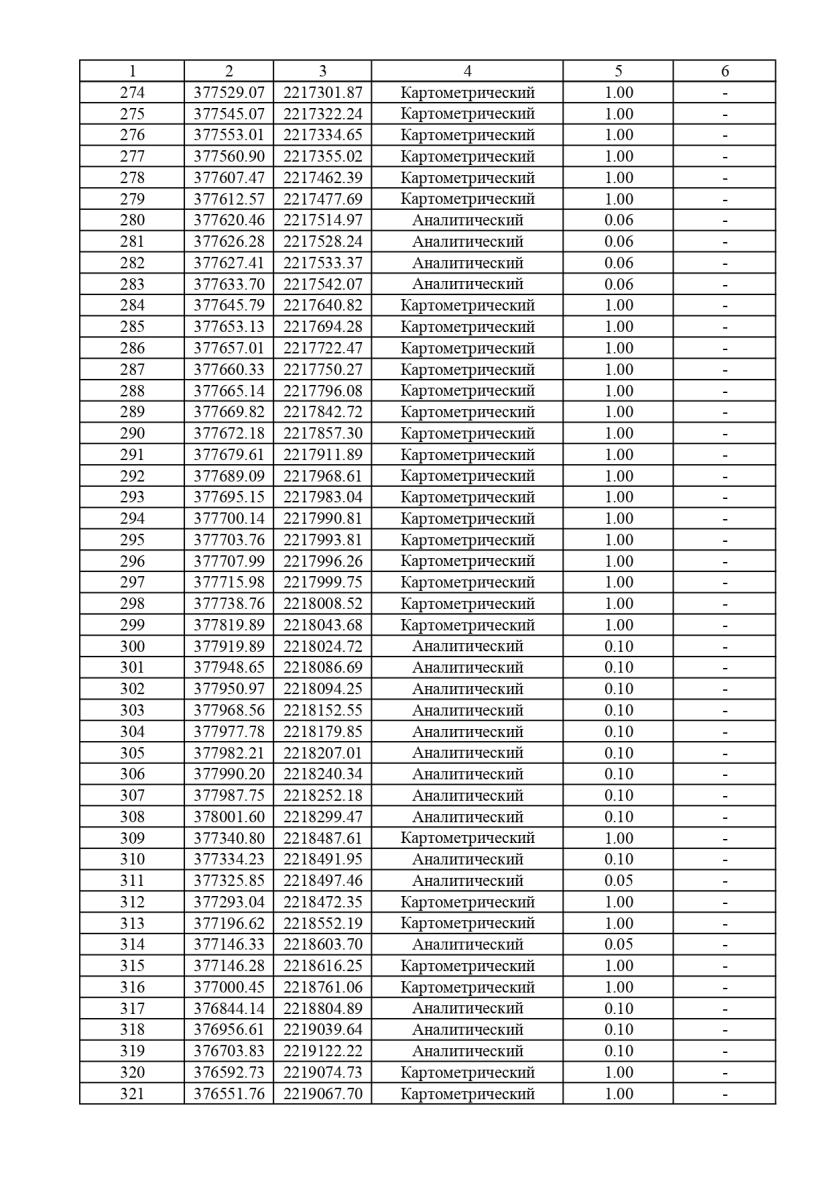 1 2 3 4 5 6
274 377529.07 2217301.87 Картометрический 1.00 -
275 377545.07 2217322.24 Картометрический 1.00 -
276 377553.01 2217334.65 Картометрический 1.00 -
277 377560.90 2217355.02 Картометрический 1.00 -
278 377607.47 2217462.39 Картометрический 1.00 -
279 377612.57 2217477.69 Картометрический 1.00 -
280 377620.46 2217514.97 Аналитический 0.06 -
281 377626.28 2217528.24 Аналитический 0.06 -
282 377627.41 2217533.37 Аналитический 0.06 -
283 377633.70 2217542.07 Аналитический 0.06 -
284 377645.79 2217640.82 Картометрический 1.00 -
285 377653.13 2217694.28 Картометрический 1.00 -
286 377657.01 2217722.47 Картометрический 1.00 -
287 377660.33 2217750.27 Картометрический 1.00 -
288 377665.14 2217796.08 Картометрический 1.00 -
289 377669.82 2217842.72 Картометрический 1.00 -
290 377672.18 2217857.30 Картометрический 1.00 -
291 377679.61 2217911.89 Картометрический 1.00 -
292 377689.09 2217968.61 Картометрический 1.00 -
293 377695.15 2217983.04 Картометрический 1.00 -
294 377700.14 2217990.81 Картометрический 1.00 -
295 377703.76 2217993.81 Картометрический 1.00 -
296 377707.99 2217996.26 Картометрический 1.00 -
297 377715.98 2217999.75 Картометрический 1.00 -
298 377738.76 2218008.52 Картометрический 1.00 -
299 377819.89 2218043.68 Картометрический 1.00 -
300 377919.89 2218024.72 Аналитический 0.10 -
301 377948.65 2218086.69 Аналитический 0.10 -
302 377950.97 2218094.25 Аналитический 0.10 -
303 377968.56 2218152.55 Аналитический 0.10 -
304 377977.78 2218179.85 Аналитический 0.10 -
305 377982.21 2218207.01 Аналитический 0.10 -
306 377990.20 2218240.34 Аналитический 0.10 -
307 377987.75 2218252.18 Аналитический 0.10 -
308 378001.60 2218299.47 Аналитический 0.10 -
309 377340.80 2218487.61 Картометрический 1.00 -
310 377334.23 2218491.95 Аналитический 0.10 -
311 377325.85 2218497.46 Аналитический 0.05 -
312 377293.04 2218472.35 Картометрический 1.00 -
313 377196.62 2218552.19 Картометрический 1.00 -
314 377146.33 2218603.70 Аналитический 0.05 -
315 377146.28 2218616.25 Картометрический 1.00 -
316 377000.45 2218761.06 Картометрический 1.00 -
317 376844.14 2218804.89 Аналитический 0.10 -
318 376956.61 2219039.64 Аналитический 0.10 -
319 376703.83 2219122.22 Аналитический 0.10 -
320 376592.73 2219074.73 Картометрический 1.00 -
321 376551.76 2219067.70 Картометрический 1.00 -